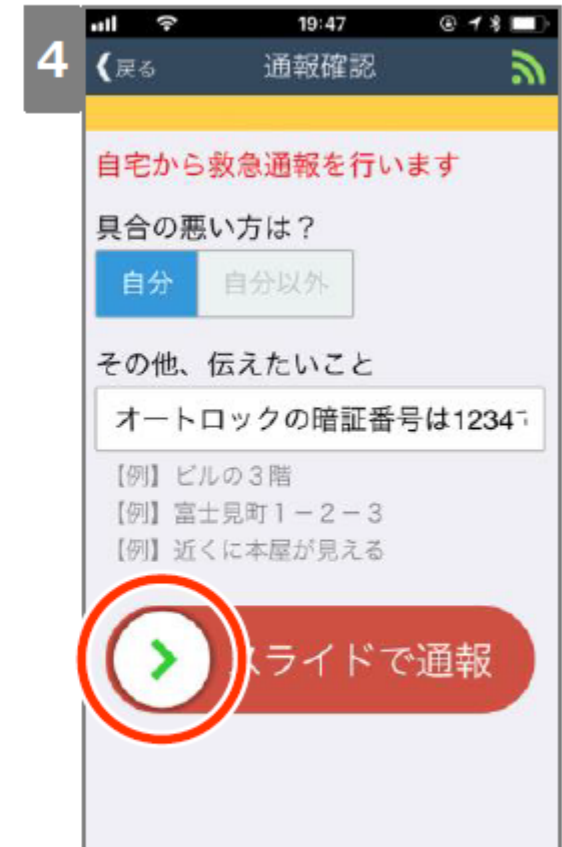 4
19:47
戻る
通報確認
自宅から救急通報を行います
具合の悪い方は？
自分
自分以外
その他、伝えたいこと
オートロックの暗証番号は1234
【例】ビルの３階
【例】富士見町１－２－３
【例】近くに本屋が見える
スライドで通報